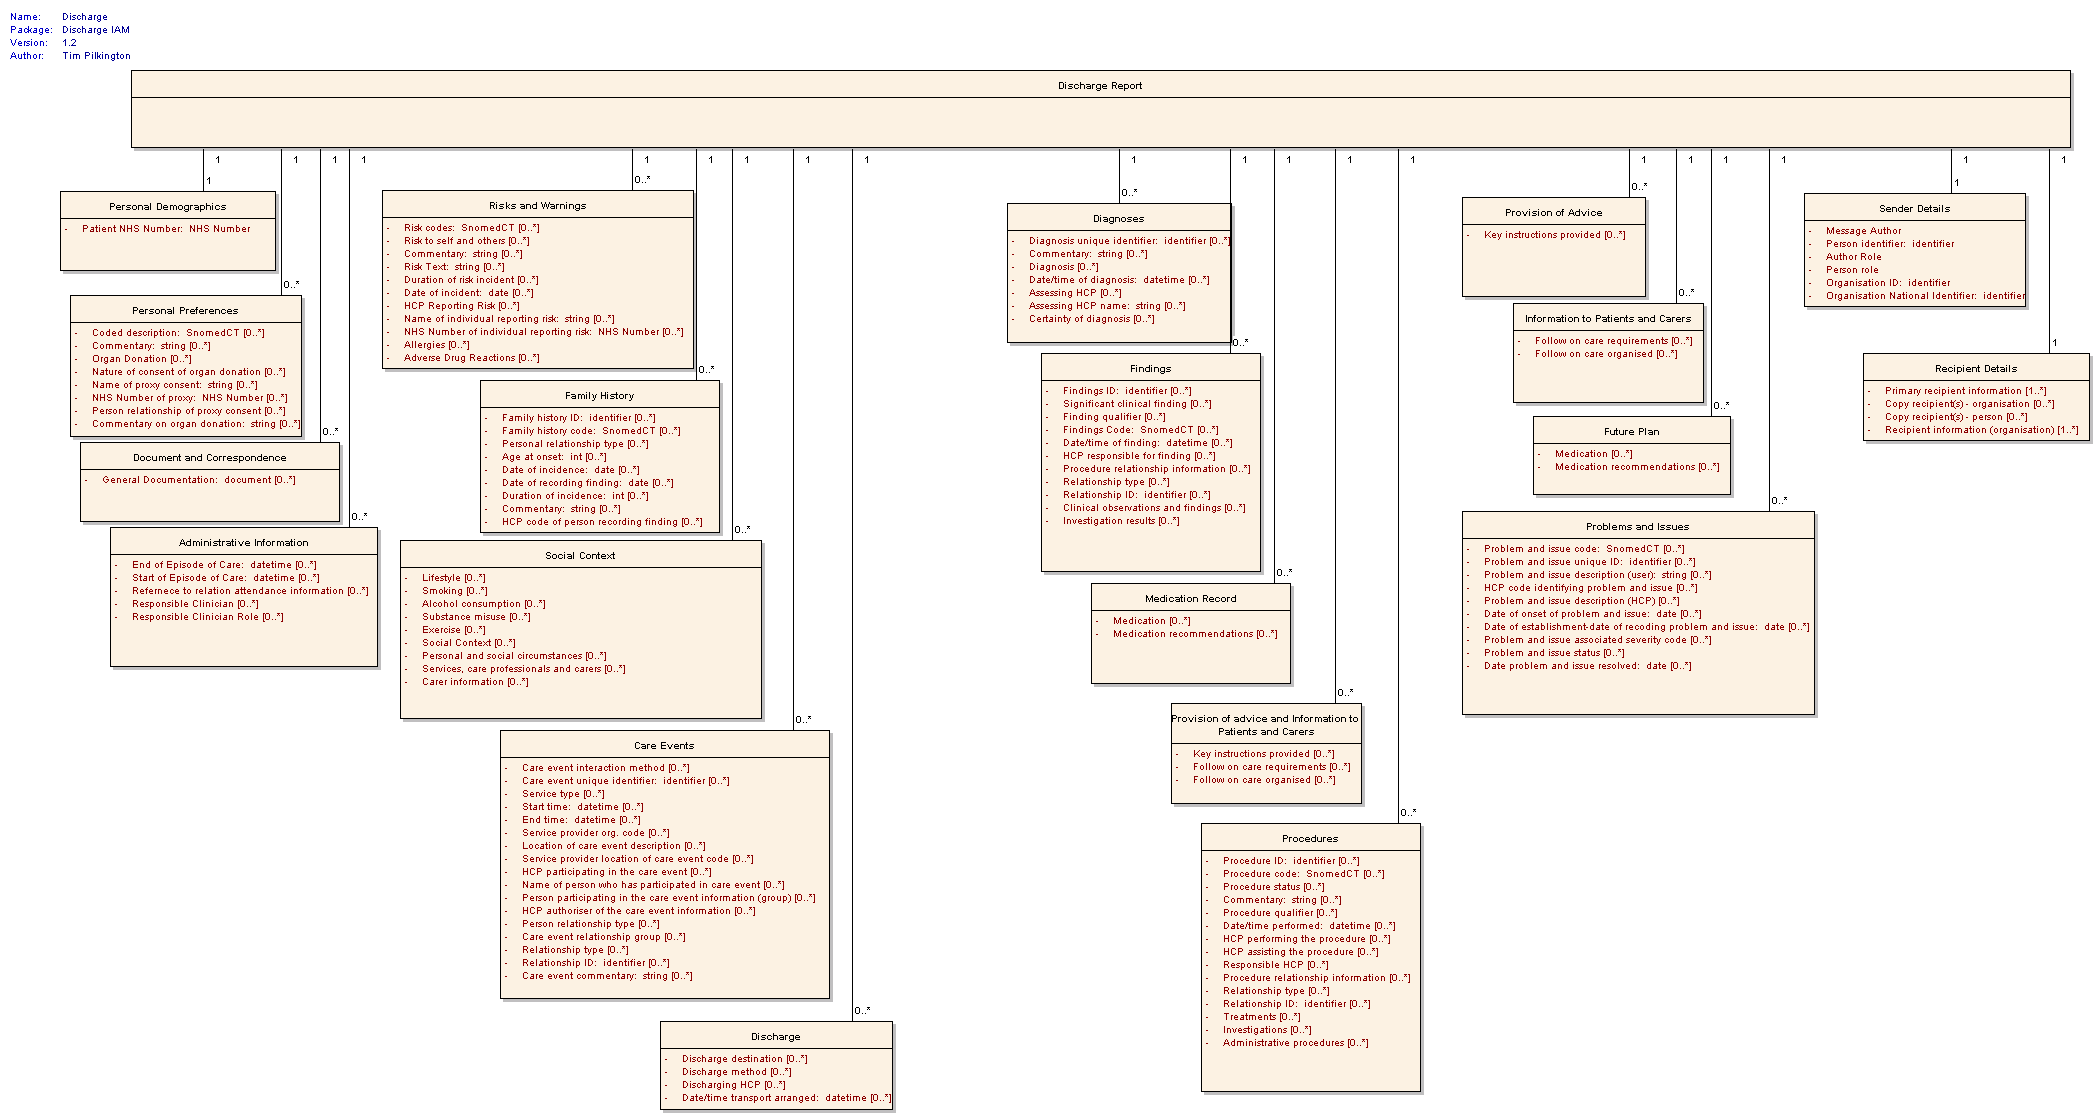 Name: Discharge
Package: Discharge IAM
Version: 1.2
Author: Tim Pilkington
Discharge Report
1 1 1 1 1 1 1 1 1 1 1 1 1 1 1 1 1 1 1 1
1
Personal Demographics
- Patient NHS Number: NHS Number
0..*
Personal Preferences
- Coded description: SnomedCT [0..*]
- Commentary: string [0..*]
- Organ Donation [0..*]
- Nature of consent of organ donation [0..*]
- Name of proxy consent: string [0..*]
- NHS Number of proxy: NHS Number [0..*]
- Person relationship of proxy consent [0..*]
- Commentary on organ donation: string [0..*]
0..*
Document and Correspondence
- General Documentation: document [0..*]
0..*
Administrative Information
- End of Episode of Care: datetime [0..*]
- Start of Episode of Care: datetime [0..*]
- Refernece to relation attendance information [0..*]
- Responsible Clinician [0..*]
- Responsible Clinician Role [0..*]
0..*
Risks and Warnings
- Risk codes: SnomedCT [0..*]
- Risk to self and others [0..*]
- Commentary: string [0..*]
- Risk Text: string [0..*]
- Duration of risk incident [0..*]
- Date of incident: date [0..*]
- HCP Reporting Risk [0..*]
- Name of individual reporting risk: string [0..*]
- NHS Number of individual reporting risk: NHS Number [0..*]
- Allergies [0..*]
- Adverse Drug Reactions [0..*]
0..*
Family History
- Family history ID: identifier [0..*]
- Family history code: SnomedCT [0..*]
- Personal relationship type [0..*]
- Age at onset: int [0..*]
- Date of incidence: date [0..*]
- Date of recording finding: date [0..*]
- Duration of incidence: int [0..*]
- Commentary: string [0..*]
- HCP code of person recording finding [0..*]
0..*
Social Context
- Lifestyle [0..*]
- Smoking [0..*]
- Alcohol consumption [0..*]
- Substance misuse [0..*]
- Exercise [0..*]
- Social Context [0..*]
- Personal and social circumstances [0..*]
- Services, care professionals and carers [0..*]
- Carer information [0..*]
0..*
Care Events
- Care event interaction method [0..*]
- Care event unique identifier: identifier [0..*]
- Service type [0..*]
- Start time: datetime [0..*]
- End time: datetime [0..*]
- Service provider org. code [0..*]
- Location of care event description [0..*]
- Service provider location of care event code [0..*]
- HCP participating in the care event [0..*]
- Name of person who has participated in care event [0..*]
- Person participating in the care event information (group) [0..*]
- HCP authoriser of the care event information [0..*]
- Person relationship type [0..*]
- Care event relationship group [0..*]
- Relationship type [0..*]
- Relationship ID: identifier [0..*]
- Care event commentary: string [0..*]
0..*
Discharge
- Discharge destination [0..*]
- Discharge method [0..*]
- Discharging HCP [0..*]
- Date/time transport arranged: datetime [0..*]
0..*
Diagnoses
- Diagnosis unique identifier: identifier [0..*]
- Commentary: string [0..*]
- Diagnosis [0..*]
- Date/time of diagnosis: datetime [0..*]
- Assessing HCP [0..*]
- Assessing HCP name: string [0..*]
- Certainty of diagnosis [0..*]
0..*
Findings
- Findings ID: identifier [0..*]
- Significant clinical finding [0..*]
- Finding qualifier [0..*]
- Findings Code: SnomedCT [0..*]
- Date/time of finding: datetime [0..*]
- HCP responsible for finding [0..*]
- Procedure relationship information [0..*]
- Relationship type [0..*]
- Relationship ID: identifier [0..*]
- Clinical observations and findings [0..*]
- Investigation results [0..*]
0..*
Medication Record
- Medication [0..*]
- Medication recommendations [0..*]
0..*
Provision of advice and Information to
Patients and Carers
- Key instructions provided [0..*]
- Follow on care requirements [0..*]
- Follow on care organised [0..*]
0..*
Procedures
- Procedure ID: identifier [0..*]
- Procedure code: SnomedCT [0..*]
- Procedure status [0..*]
- Commentary: string [0..*]
- Procedure qualifier [0..*]
- Date/time performed: datetime [0..*]
- HCP performing the procedure [0..*]
- HCP assisting the procedure [0..*]
- Responsible HCP [0..*]
- Procedure relationship information [0..*]
- Relationship type [0..*]
- Relationship ID: identifier [0..*]
- Treatments [0..*]
- Investigations [0..*]
- Administrative procedures [0..*]
0..*
Provision of Advice
- Key instructions provided [0..*]
0..*
Information to Patients and Carers
- Follow on care requirements [0..*]
- Follow on care organised [0..*]
0..*
Future Plan
- Medication [0..*]
- Medication recommendations [0..*]
0..*
Problems and Issues
- Problem and issue code: SnomedCT [0..*]
- Problem and issue unique ID: identifier [0..*]
- Problem and issue description (user): string [0..*]
- HCP code identifying problem and issue [0..*]
- Problem and issue description (HCP) [0..*]
- Date of onset of problem and issue: date [0..*]
- Date of establishment-date of recoding problem and issue: date [0..*]
- Problem and issue associated severity code [0..*]
- Problem and issue status [0..*]
- Date problem and issue resolved: date [0..*]
1
Sender Details
- Message Author
- Person identifier: identifier
- Author Role
- Person role
- Organisation ID: identifier
- Organisation National Identifier: identifier
1
Recipient Details
- Primary recipient information [1..*]
- Copy recipient(s) - organisation [0..*]
- Copy recipient(s) - person [0..*]
- Recipient information (organisation) [1..*]